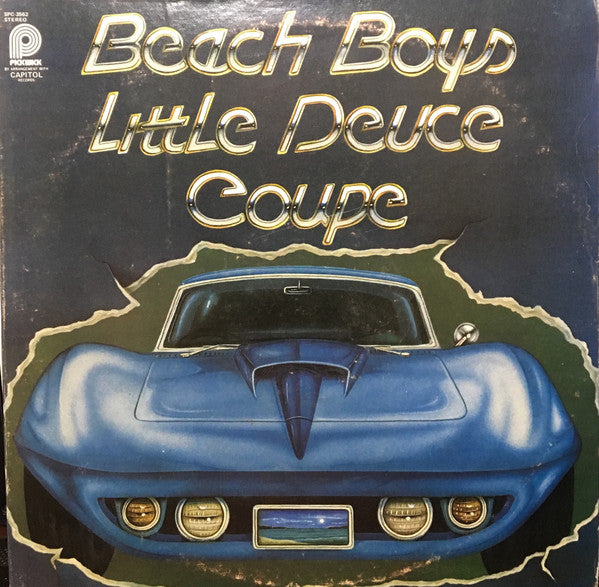 SPC-3562
STEREO
PICKWICK
BY ARRANGEMENT WITH
CAPITOL
RECORDS
Beach Boys
Little Deuce
Coupe